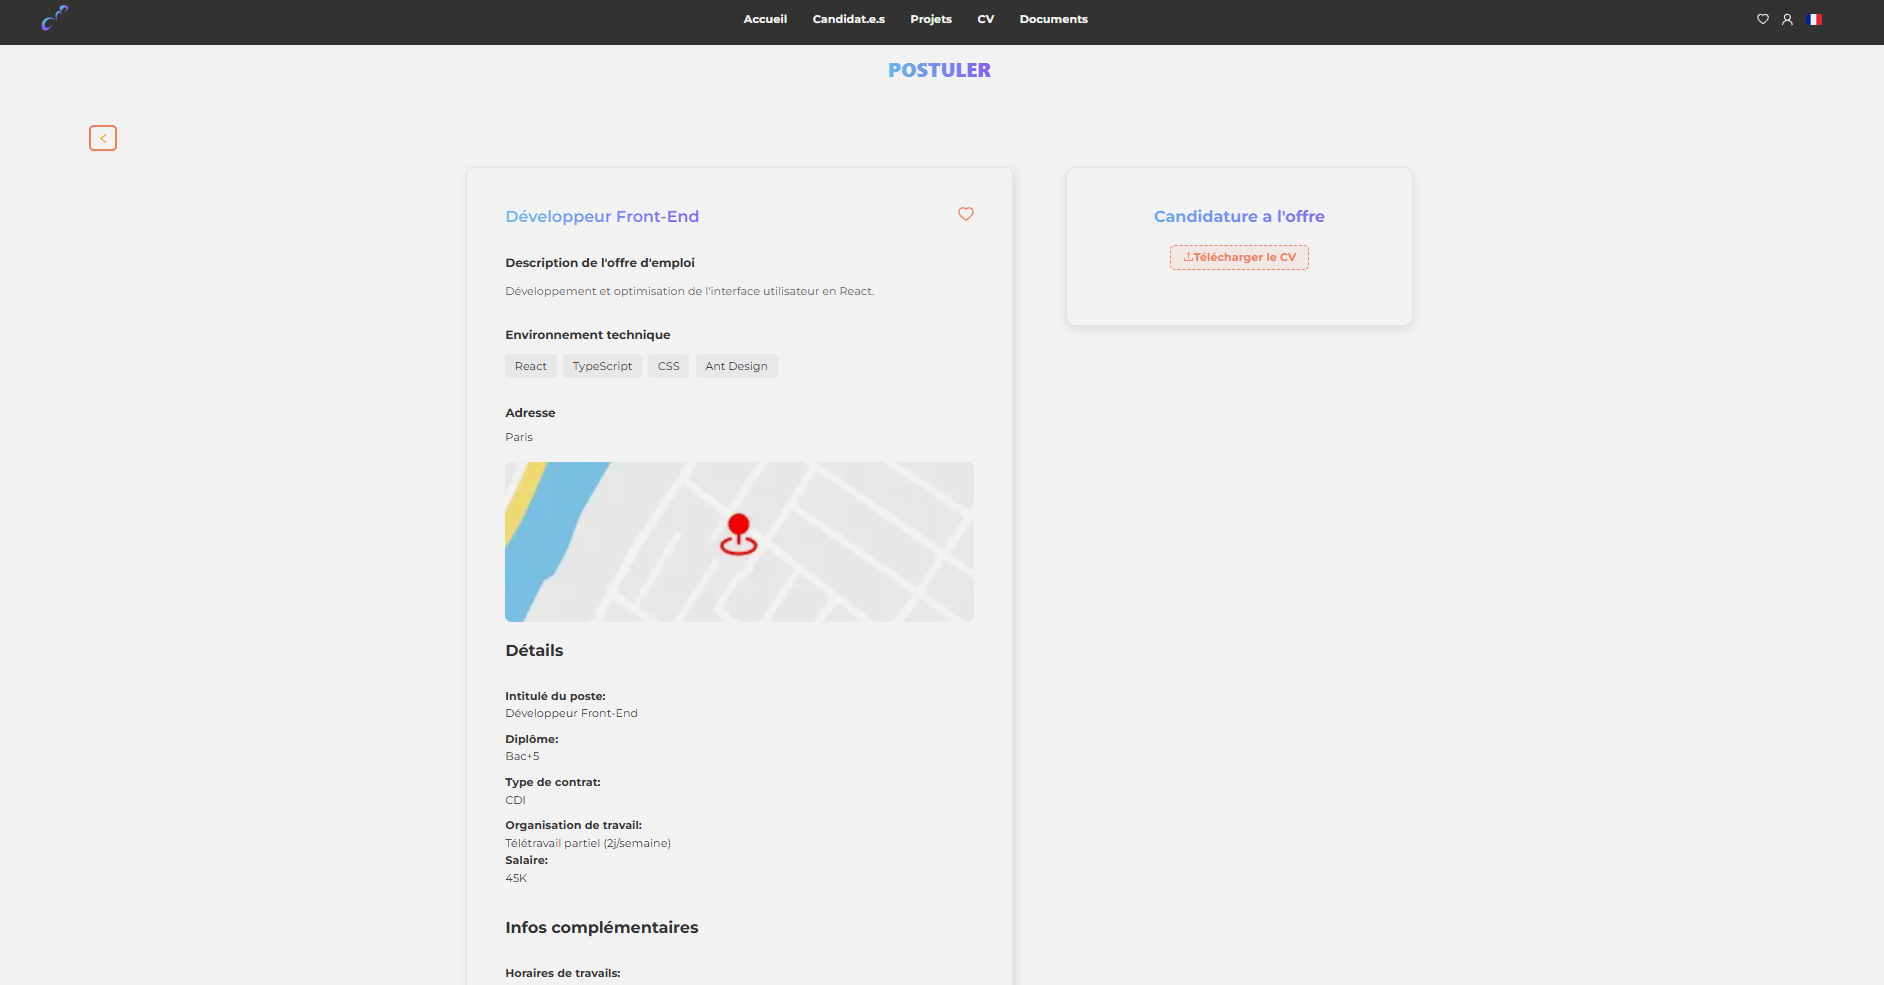 Accueil Candidat.e.s Projets CV Documents
POSTULER
Développeur Front-End
Description de l'offre d'emploi
Développement et optimisation de l'interface utilisateur en React.
Environnement technique
React TypeScript CSS Ant Design
Adresse
Paris
Détails
Intitulé du poste:
Développeur Front-End
Diplôme:
Bac+5
Type de contrat:
CDI
Organisation de travail:
Télétravail partiel (2j/semaine)
Salaire:
45K
Infos complémentaires
Horaires de travails:
Candidature a l'offre
Télécharger le CV